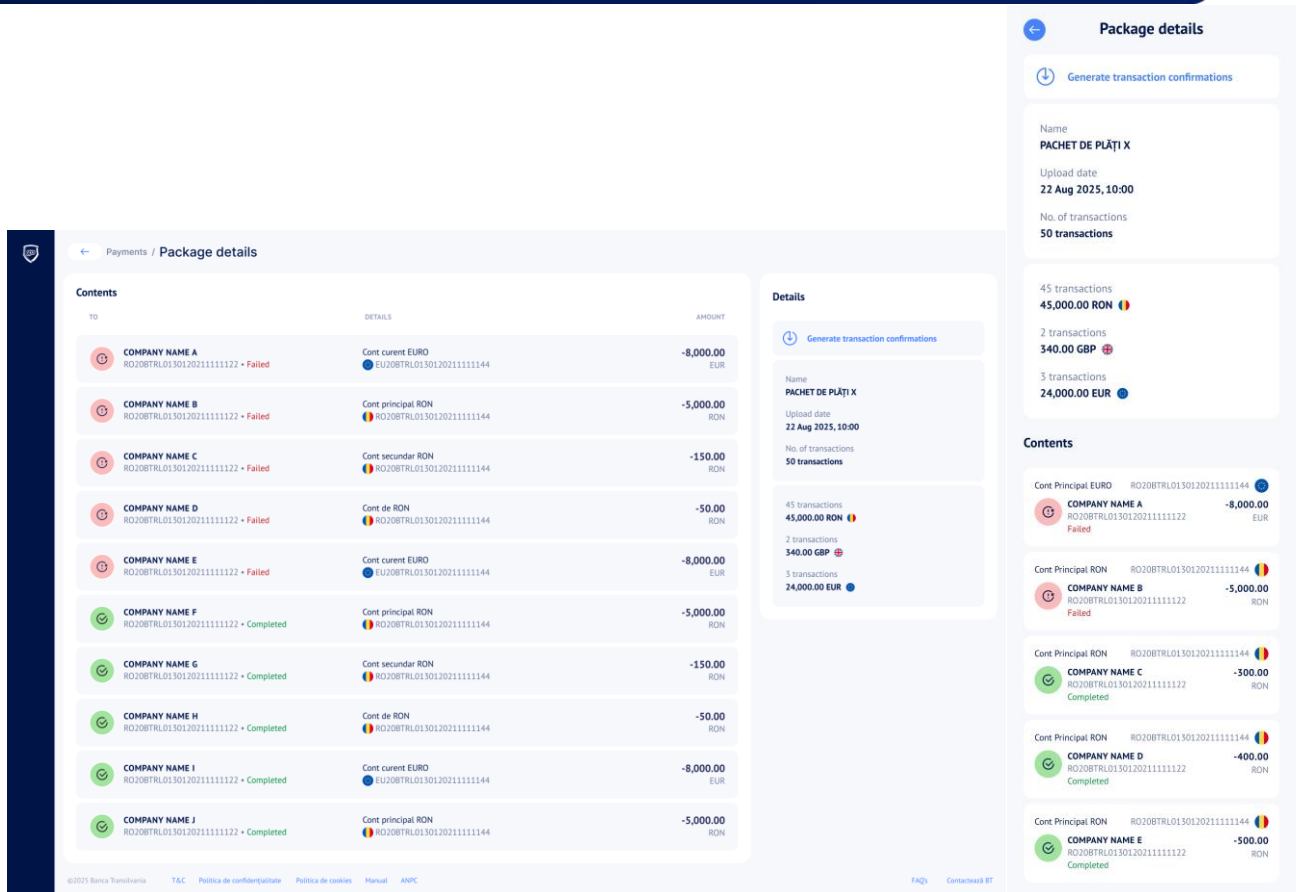 Payments / Package details
Contents
TO DETAILS AMOUNT
COMPANY NAME A Cont curent EURO -8,000.00
RO20BTRL0130120211111122 • Failed EU20BTRL0130120211111144 EUR
COMPANY NAME B Cont principal RON -5,000.00
RO20BTRL0130120211111122 • Failed RO20BTRL0130120211111144 RON
COMPANY NAME C Cont secundar RON -150.00
RO20BTRL0130120211111122 • Failed RO20BTRL0130120211111144 RON
COMPANY NAME D Cont de RON -50.00
RO20BTRL0130120211111122 • Failed RO20BTRL0130120211111144 RON
COMPANY NAME E Cont curent EURO -8,000.00
RO20BTRL0130120211111122 • Failed EU20BTRL0130120211111144 EUR
COMPANY NAME F Cont principal RON -5,000.00
RO20BTRL0130120211111122 • Completed RO20BTRL0130120211111144 RON
COMPANY NAME G Cont secundar RON -150.00
RO20BTRL0130120211111122 • Completed RO20BTRL0130120211111144 RON
COMPANY NAME H Cont de RON -50.00
RO20BTRL0130120211111122 • Completed RO20BTRL0130120211111144 RON
COMPANY NAME I Cont curent EURO -8,000.00
RO20BTRL0130120211111122 • Completed EU20BTRL0130120211111144 EUR
COMPANY NAME J Cont principal RON -5,000.00
RO20BTRL0130120211111122 • Completed RO20BTRL0130120211111144 RON
Details
Generate transaction confirmations
Name
PACHET DE PLĂȚI X
Upload date
22 Aug 2025, 10:00
No. of transactions
50 transactions
45 transactions
45,000.00 RON
2 transactions
340.00 GBP
3 transactions
24,000.00 EUR
©2025 Banca Transilvania T&C Politica de confidențialitate Politica de cookies Manual ANPC FAQ's Contactează BT
Package details
Generate transaction confirmations
Name
PACHET DE PLĂȚI X
Upload date
22 Aug 2025, 10:00
No. of transactions
50 transactions
45 transactions
45,000.00 RON
2 transactions
340.00 GBP
3 transactions
24,000.00 EUR
Contents
Cont Principal EURO RO20BTRL0130120211111144
COMPANY NAME A -8,000.00
RO20BTRL0130120211111122 EUR
Failed
Cont Principal RON RO20BTRL0130120211111144
COMPANY NAME B -5,000.00
RO20BTRL0130120211111122 RON
Failed
Cont Principal RON RO20BTRL0130120211111144
COMPANY NAME C -300.00
RO20BTRL0130120211111122 RON
Completed
Cont Principal RON RO20BTRL0130120211111144
COMPANY NAME D -400.00
RO20BTRL0130120211111122 RON
Completed
Cont Principal RON RO20BTRL0130120211111144
COMPANY NAME E -500.00
RO20BTRL0130120211111122 RON
Completed